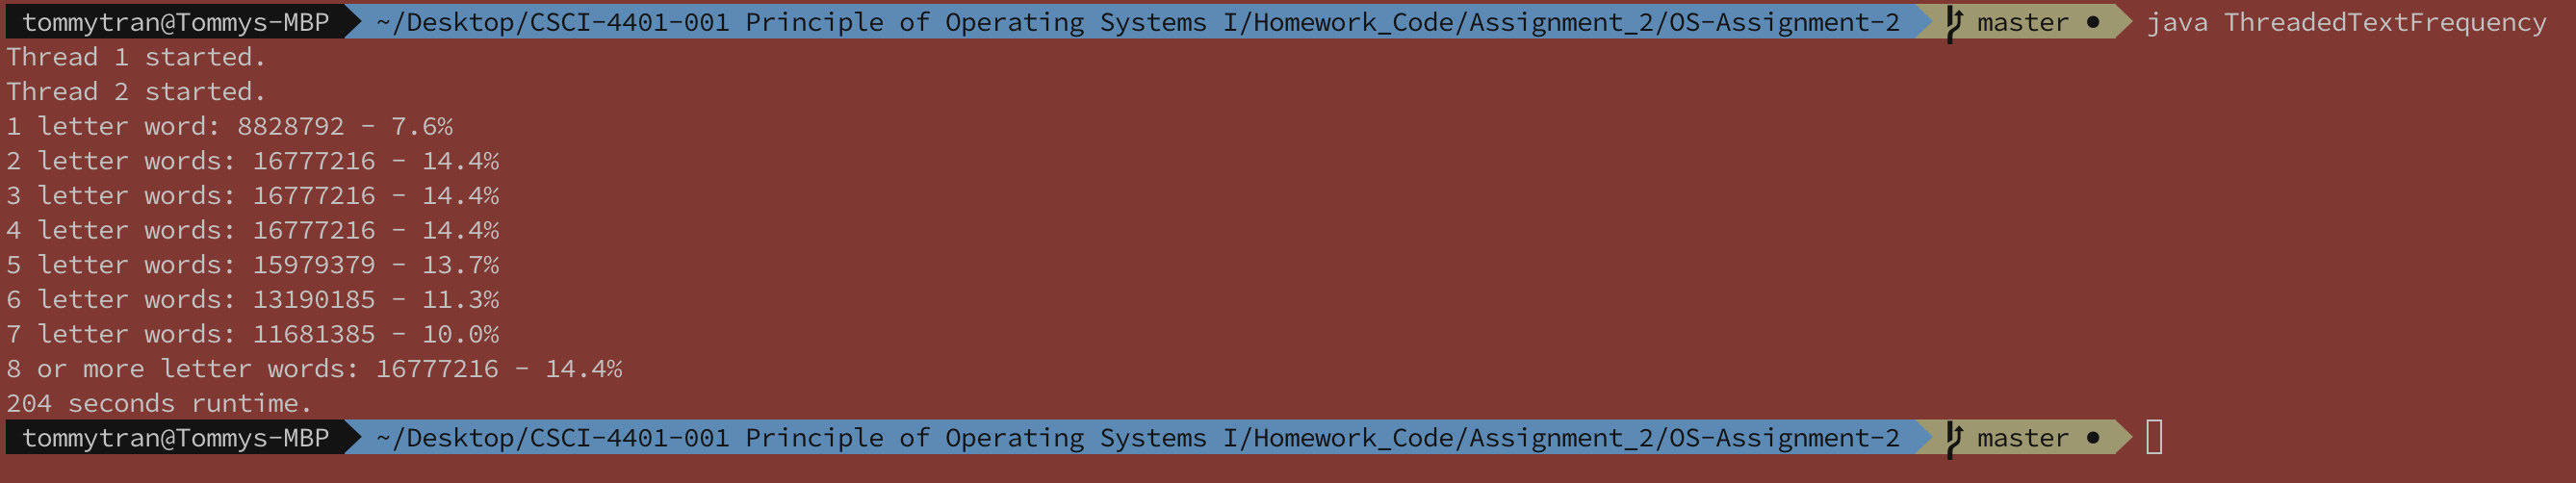 tommytran@Tommys-MBP ~/Desktop/CSCI-4401-001 Principle of Operating Systems I/Homework_Code/Assignment_2/OS-Assignment-2 master ● java ThreadedTextFrequency
Thread 1 started.
Thread 2 started.
1 letter word: 8828792 - 7.6%
2 letter words: 16777216 - 14.4%
3 letter words: 16777216 - 14.4%
4 letter words: 16777216 - 14.4%
5 letter words: 15979379 - 13.7%
6 letter words: 13190185 - 11.3%
7 letter words: 11681385 - 10.0%
8 or more letter words: 16777216 - 14.4%
204 seconds runtime.
tommytran@Tommys-MBP ~/Desktop/CSCI-4401-001 Principle of Operating Systems I/Homework_Code/Assignment_2/OS-Assignment-2 master ●